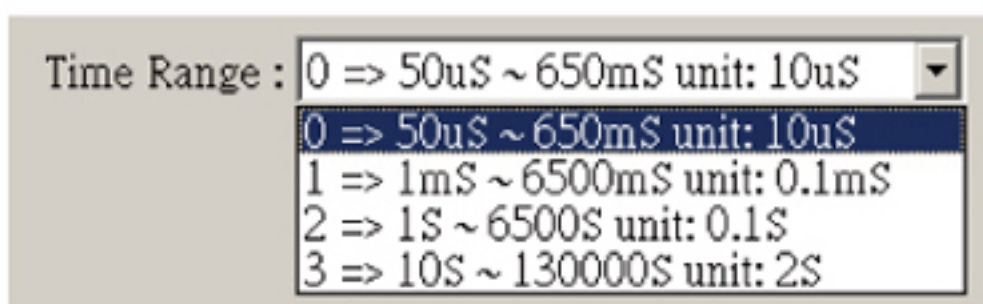 Time Range : 0 => 50uS ~ 650mS unit: 10uS
0 => 50uS ~ 650mS unit: 10uS
1 => 1mS ~ 6500mS unit: 0.1mS
2 => 1S ~ 6500S unit: 0.1S
3 => 10S ~ 130000S unit: 2S